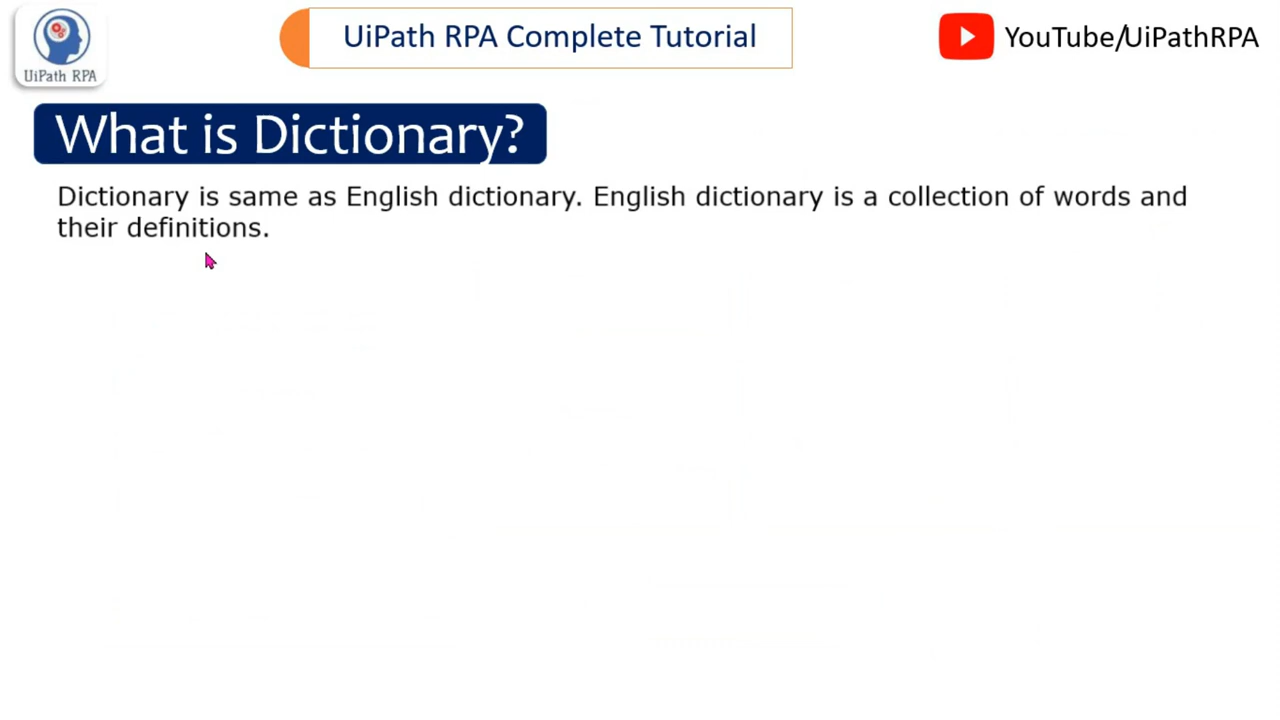 UiPath RPA
UiPath RPA Complete Tutorial
YouTube/UiPathRPA
What is Dictionary?
Dictionary is same as English dictionary. English dictionary is a collection of words and
their definitions.